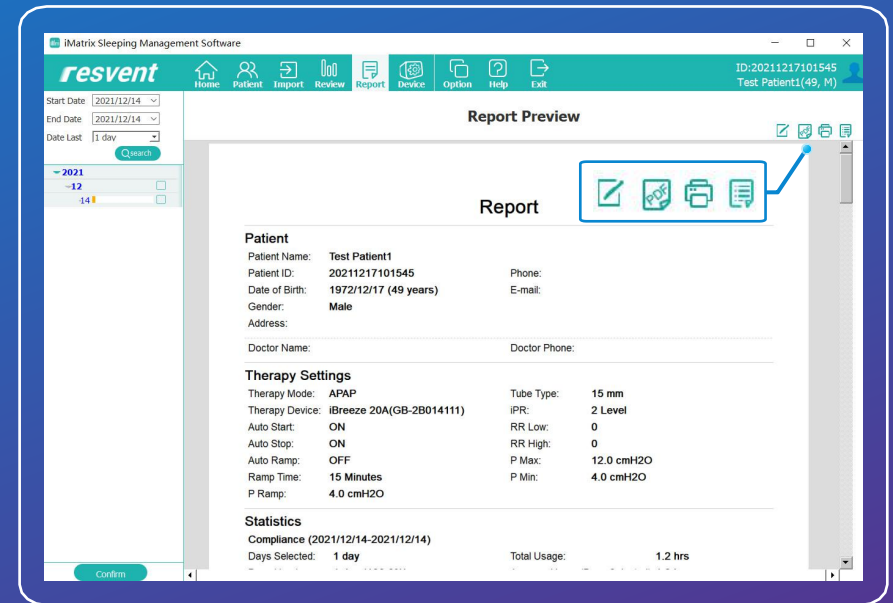 iMatrix Sleeping Management Software
resvent
Home Patient Import Review Report Device Option Help Exit
ID:20211217101545
Test Patient1(49, M)
Start Date 2021/12/14
End Date 2021/12/14
Date Last 1 day
search
2021
12
14
Confirm
Report Preview
PDF
Report
Patient
Patient Name: Test Patient1
Patient ID: 20211217101545 Phone:
Date of Birth: 1972/12/17 (49 years) E-mail:
Gender: Male
Address:
Doctor Name: Doctor Phone:
Therapy Settings
Therapy Mode: APAP Tube Type: 15 mm
Therapy Device: iBreeze 20A(GB-2B014111) iPR: 2 Level
Auto Start: ON RR Low: 0
Auto Stop: ON RR High: 0
Auto Ramp: OFF P Max: 12.0 cmH2O
Ramp Time: 15 Minutes P Min: 4.0 cmH2O
P Ramp: 4.0 cmH2O
Statistics
Compliance (2021/12/14-2021/12/14)
Days Selected: 1 day Total Usage: 1.2 hrs